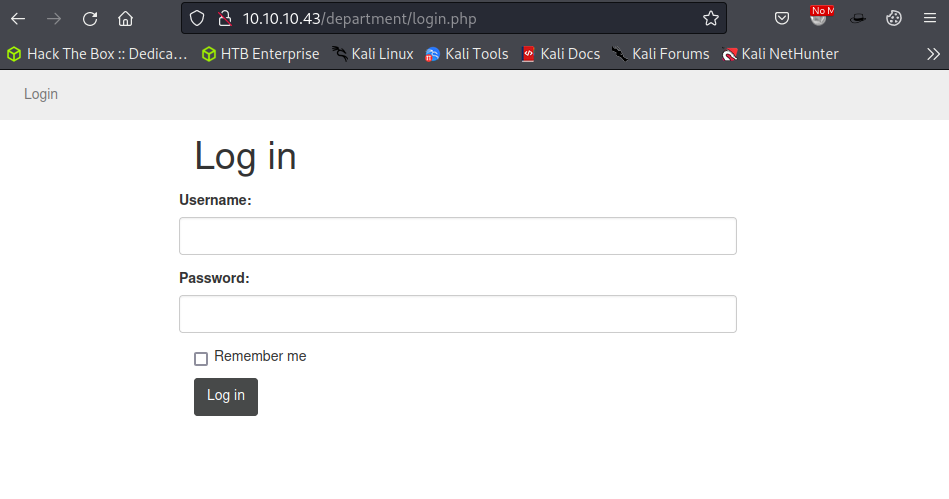 10.10.10.43/department/login.php
No M
Hack The Box :: Dedica... HTB Enterprise Kali Linux Kali Tools Kali Docs Kali Forums Kali NetHunter
Login
Log in
Username:
Password:
Remember me
Log in